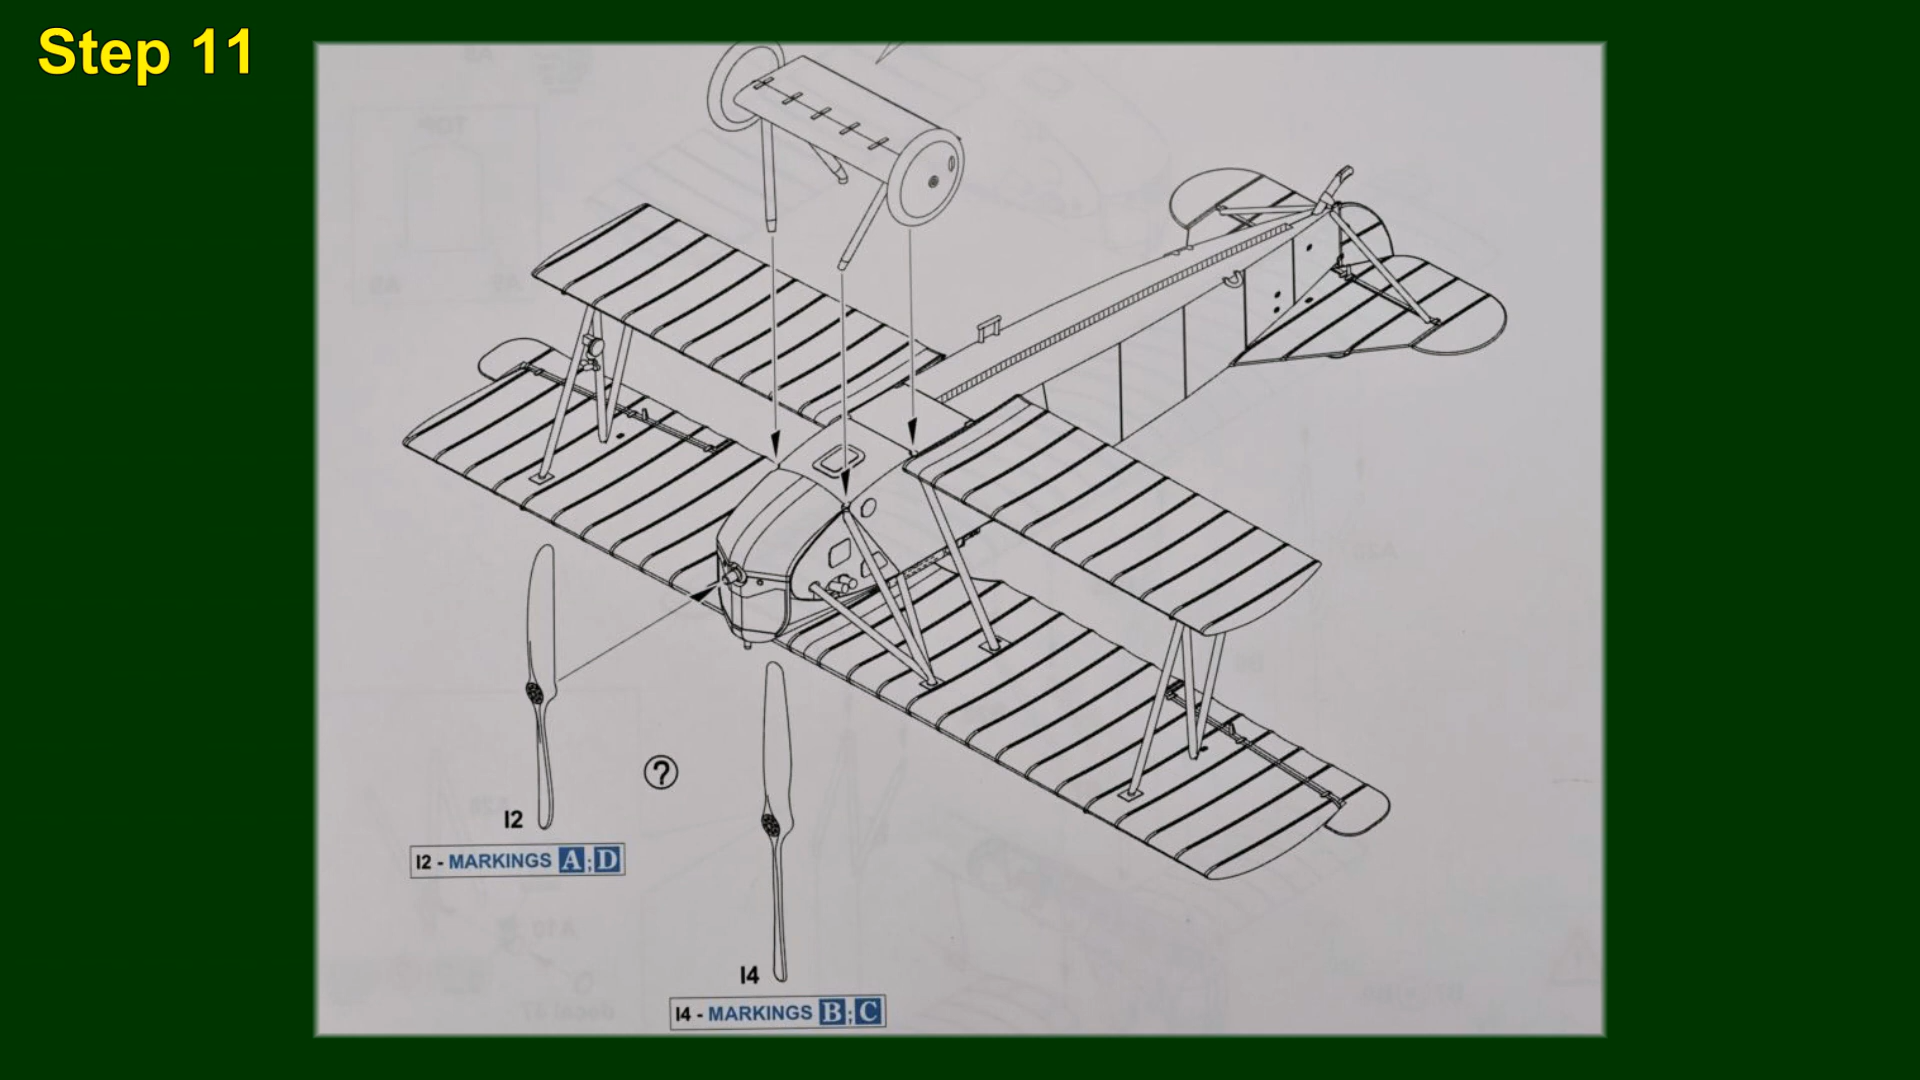 Step 11
?
I2
I2 - MARKINGS A;D
I4
I4 - MARKINGS B;C